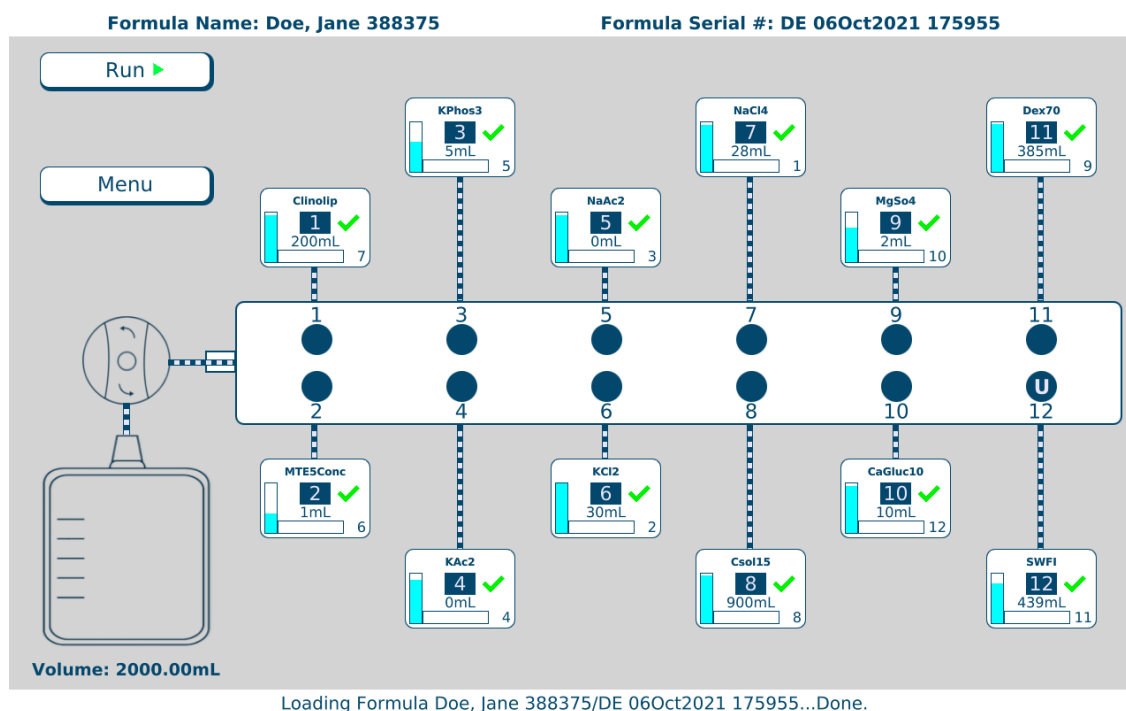 Formula Name: Doe, Jane 388375
Formula Serial #: DE 06Oct2021 175955
Run
Menu
KPhos3
3
5mL
5
NaCl4
7
28mL
1
Dex70
11
385mL
9
Clinolip
1
200mL
7
NaAc2
5
0mL
3
MgSo4
9
2mL
10
1
3
5
7
9
11
U
2
4
6
8
10
12
MTE5Conc
2
1mL
6
KCl2
6
30mL
2
CaGluc10
10
10mL
12
KAc2
4
0mL
4
Csol15
8
900mL
8
SWFI
12
439mL
11
Volume: 2000.00mL
Loading Formula Doe, Jane 388375/DE 06Oct2021 175955...Done.